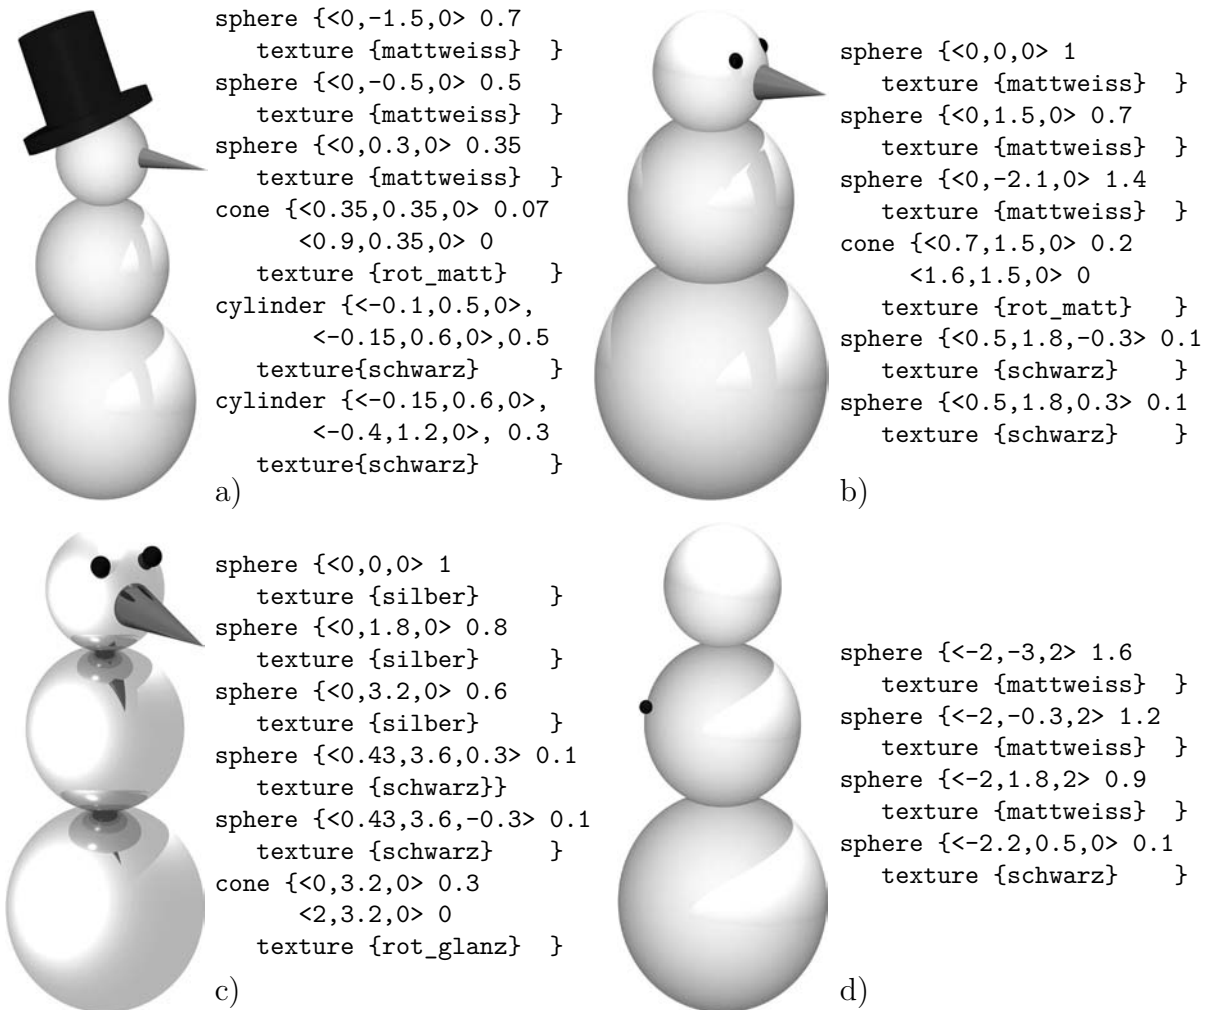 sphere {<0,-1.5,0> 0.7
texture {mattweiss} }
sphere {<0,-0.5,0> 0.5
texture {mattweiss} }
sphere {<0,0.3,0> 0.35
texture {mattweiss} }
cone {<0.35,0.35,0> 0.07
<0.9,0.35,0> 0
texture {rot_matt} }
cylinder {<-0.1,0.5,0>,
<-0.15,0.6,0>,0.5
texture{schwarz} }
cylinder {<-0.15,0.6,0>,
<-0.4,1.2,0>, 0.3
texture{schwarz} }
a)
sphere {<0,0,0> 1
texture {mattweiss} }
sphere {<0,1.5,0> 0.7
texture {mattweiss} }
sphere {<0,-2.1,0> 1.4
texture {mattweiss} }
cone {<0.7,1.5,0> 0.2
<1.6,1.5,0> 0
texture {rot_matt} }
sphere {<0.5,1.8,-0.3> 0.1
texture {schwarz} }
sphere {<0.5,1.8,0.3> 0.1
texture {schwarz} }
b)
sphere {<0,0,0> 1
texture {silber} }
sphere {<0,1.8,0> 0.8
texture {silber} }
sphere {<0,3.2,0> 0.6
texture {silber} }
sphere {<0.43,3.6,0.3> 0.1
texture {schwarz}}
sphere {<0.43,3.6,-0.3> 0.1
texture {schwarz} }
cone {<0,3.2,0> 0.3
<2,3.2,0> 0
texture {rot_glanz} }
c)
sphere {<-2,-3,2> 1.6
texture {mattweiss} }
sphere {<-2,-0.3,2> 1.2
texture {mattweiss} }
sphere {<-2,1.8,2> 0.9
texture {mattweiss} }
sphere {<-2.2,0.5,0> 0.1
texture {schwarz} }
d)